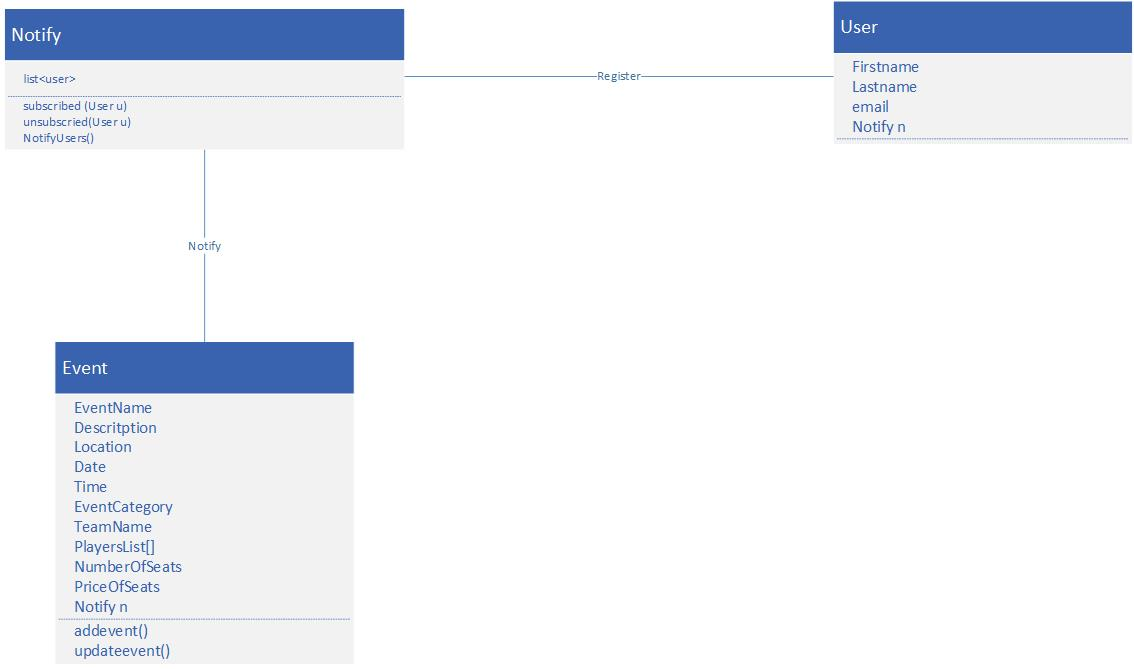 Notify
list<user>
subscribed (User u)
unsubscried(User u)
NotifyUsers()
Register
User
Firstname
Lastname
email
Notify n
Notify
Event
EventName
Descritption
Location
Date
Time
EventCategory
TeamName
PlayersList[]
NumberOfSeats
PriceOfSeats
Notify n
addevent()
updateevent()